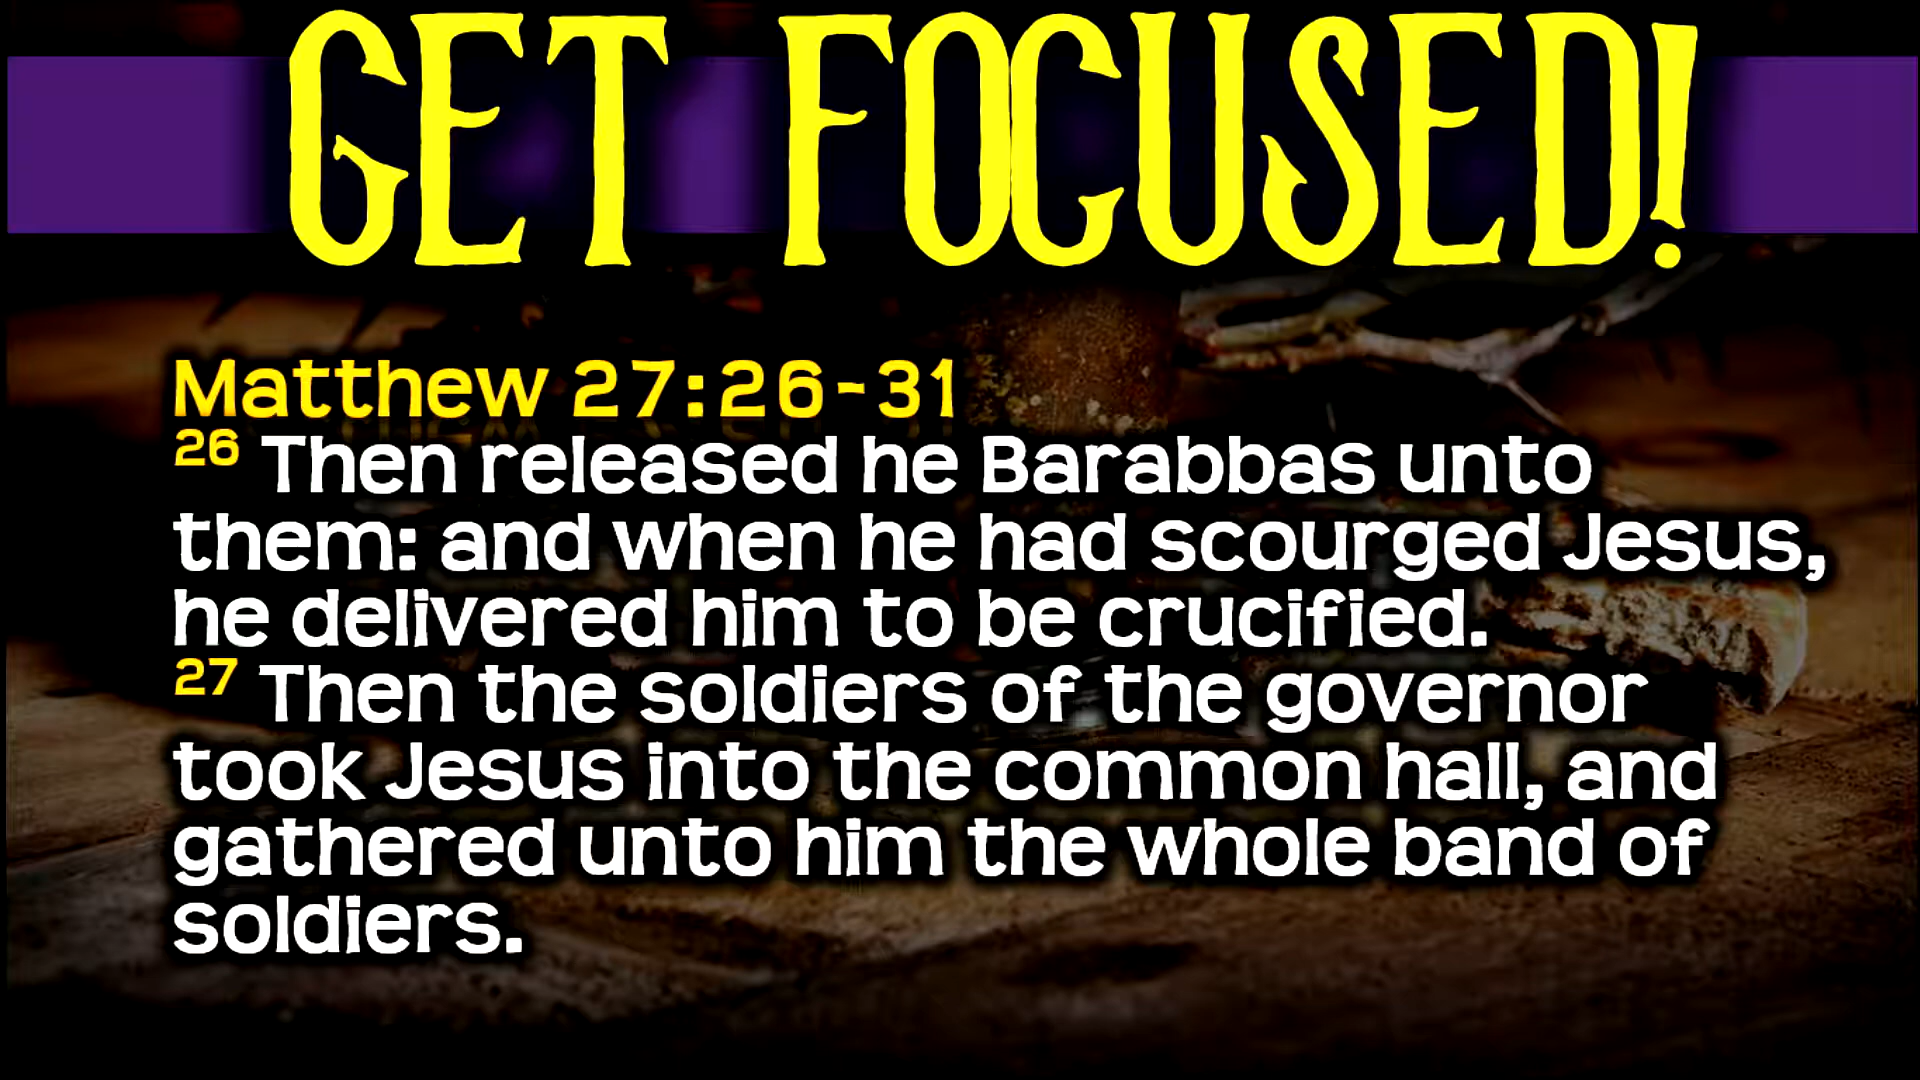 GET FOCUSED!
Matthew 27:26-31
26 Then released he Barabbas unto
them: and when he had scourged Jesus,
he delivered him to be crucified.
27 Then the soldiers of the governor
took Jesus into the common hall, and
gathered unto him the whole band of
soldiers.